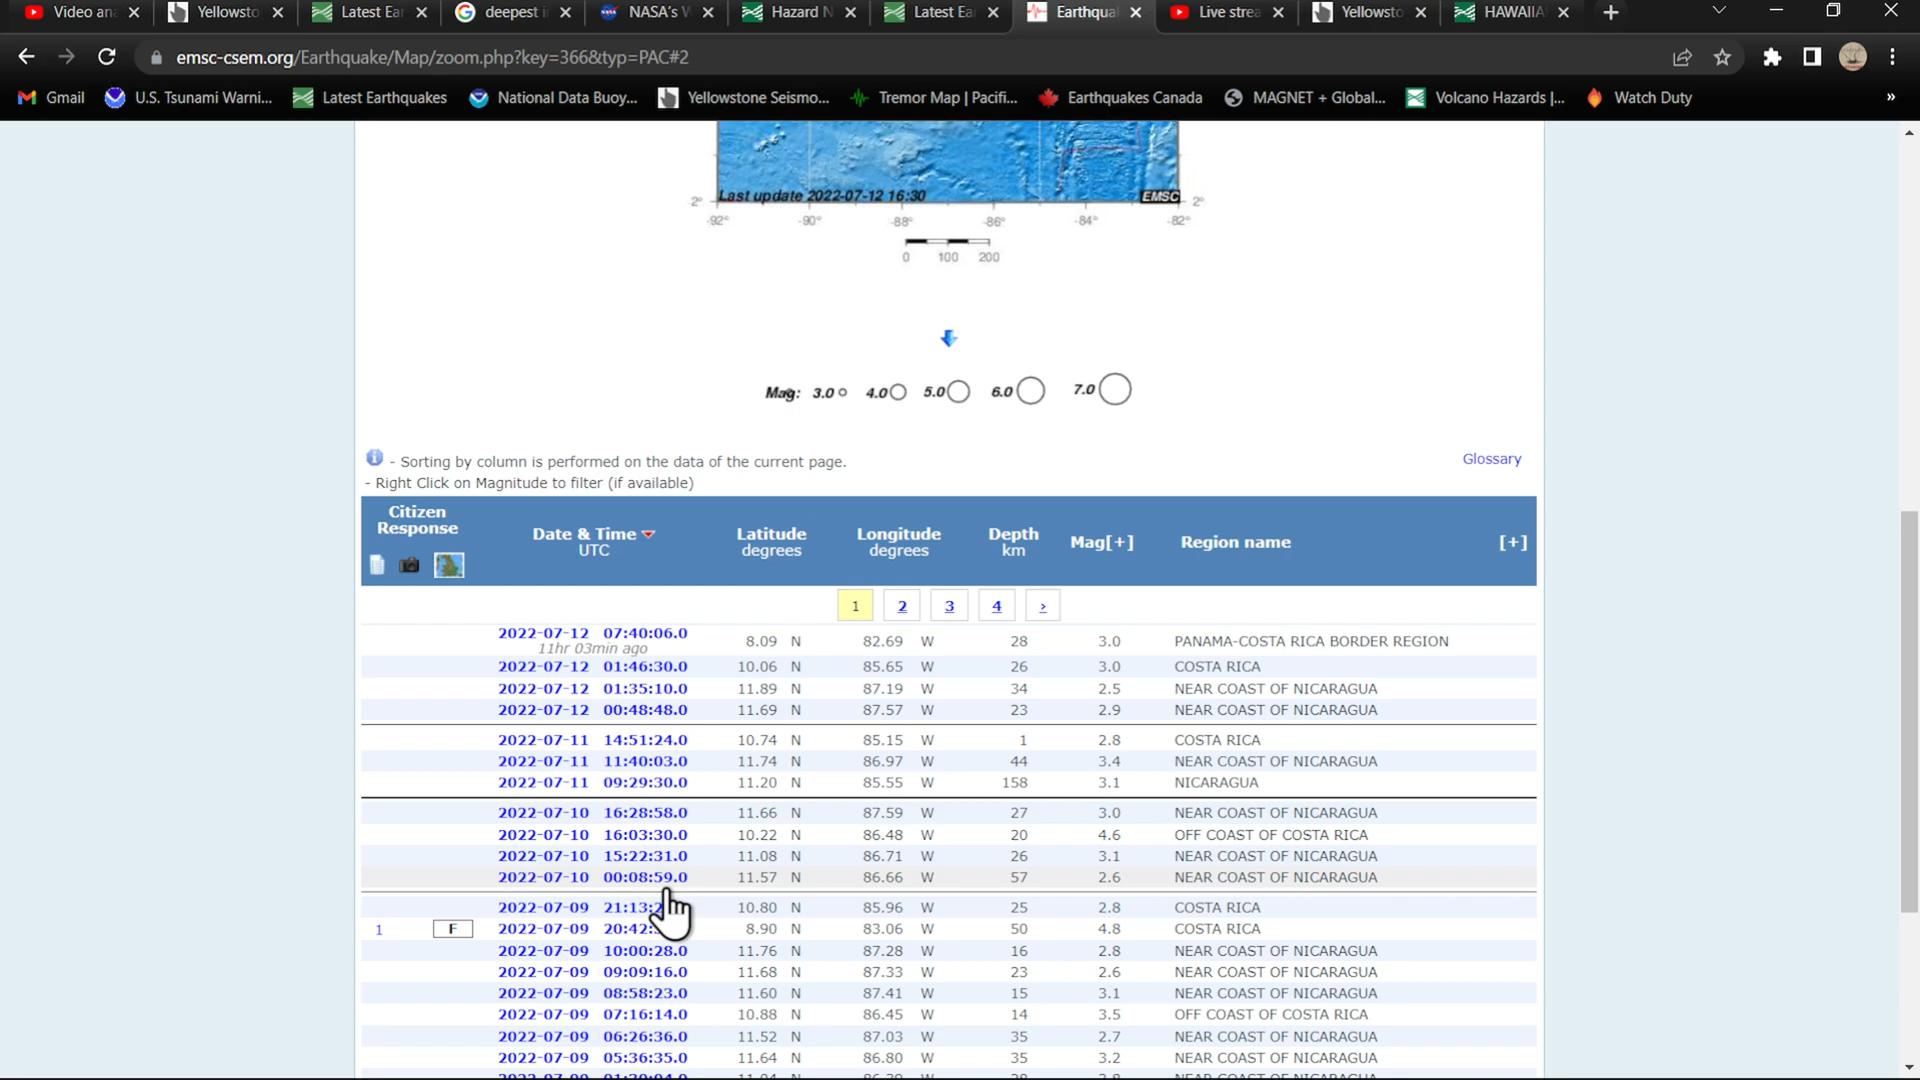 Video an
Yellowsto
Latest Ea
deepest i
NASA's W
Hazard N
Latest Ea
Earthqua
Live strea
Yellowsto
HAWAIIA
emsc-csem.org/Earthquake/Map/zoom.php?key=366&typ=PAC#2
Gmail U.S. Tsunami Warni... Latest Earthquakes National Data Buoy... Yellowstone Seismo... Tremor Map | Pacifi... Earthquakes Canada MAGNET + Global... Volcano Hazards |... Watch Duty »
Last update 2022-07-12 16:30 EMSC
2° 2°
-92° -90° -88° -86° -84° -82°
0 100 200
Mag: 3.0 4.0 5.0 6.0 7.0
- Sorting by column is performed on the data of the current page. Glossary
- Right Click on Magnitude to filter (if available)
Citizen Response Date & Time UTC Latitude degrees Longitude degrees Depth km Mag[+] Region name [+]
1 2 3 4 >
2022-07-12 07:40:06.0 8.09 N 82.69 W 28 3.0 PANAMA-COSTA RICA BORDER REGION
11hr 03min ago
2022-07-12 01:46:30.0 10.06 N 85.65 W 26 3.0 COSTA RICA
2022-07-12 01:35:10.0 11.89 N 87.19 W 34 2.5 NEAR COAST OF NICARAGUA
2022-07-12 00:48:48.0 11.69 N 87.57 W 23 2.9 NEAR COAST OF NICARAGUA
2022-07-11 14:51:24.0 10.74 N 85.15 W 1 2.8 COSTA RICA
2022-07-11 11:40:03.0 11.74 N 86.97 W 44 3.4 NEAR COAST OF NICARAGUA
2022-07-11 09:29:30.0 11.20 N 85.55 W 158 3.1 NICARAGUA
2022-07-10 16:28:58.0 11.66 N 87.59 W 27 3.0 NEAR COAST OF NICARAGUA
2022-07-10 16:03:30.0 10.22 N 86.48 W 20 4.6 OFF COAST OF COSTA RICA
2022-07-10 15:22:31.0 11.08 N 86.71 W 26 3.1 NEAR COAST OF NICARAGUA
2022-07-10 00:08:59.0 11.57 N 86.66 W 57 2.6 NEAR COAST OF NICARAGUA
2022-07-09 21:13: 10.80 N 85.96 W 25 2.8 COSTA RICA
1 F 2022-07-09 20:42: 8.90 N 83.06 W 50 4.8 COSTA RICA
2022-07-09 10:00:28.0 11.76 N 87.28 W 16 2.8 NEAR COAST OF NICARAGUA
2022-07-09 09:09:16.0 11.68 N 87.33 W 23 2.6 NEAR COAST OF NICARAGUA
2022-07-09 08:58:23.0 11.60 N 87.41 W 15 3.1 NEAR COAST OF NICARAGUA
2022-07-09 07:16:14.0 10.88 N 86.45 W 14 3.5 OFF COAST OF COSTA RICA
2022-07-09 06:26:36.0 11.52 N 87.03 W 35 2.7 NEAR COAST OF NICARAGUA
2022-07-09 05:36:35.0 11.64 N 86.80 W 35 3.2 NEAR COAST OF NICARAGUA